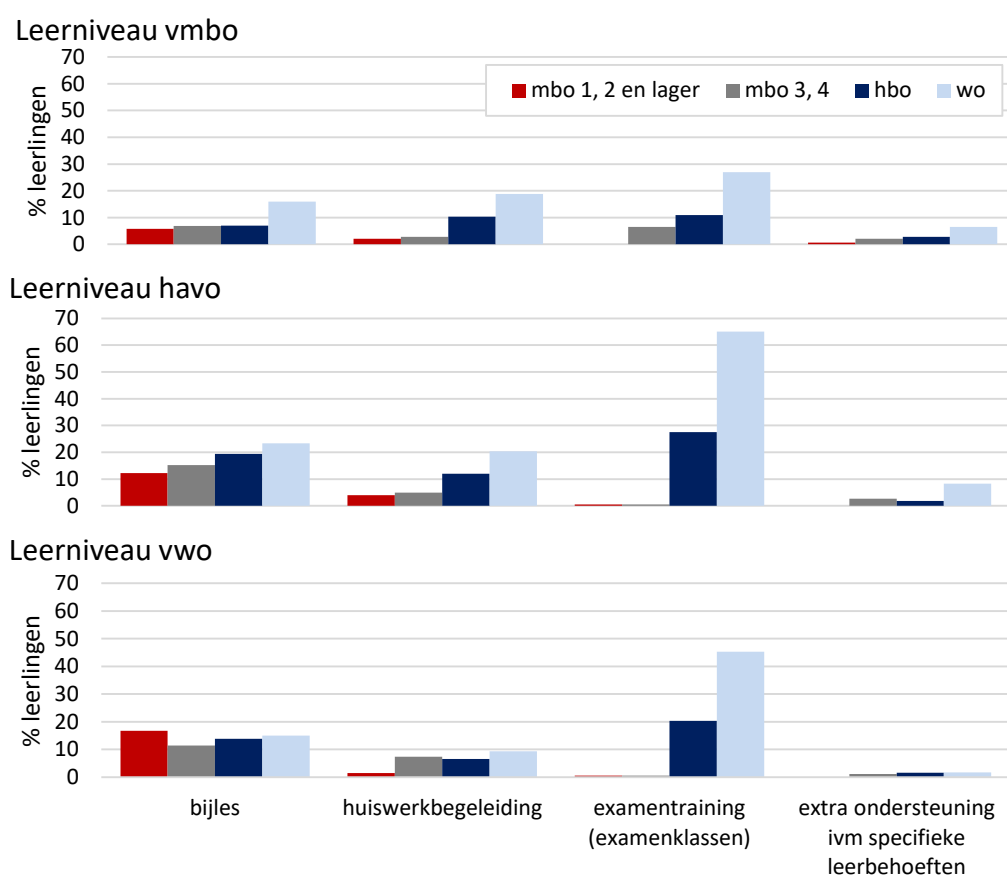 Leerniveau vmbo
% leerlingen
70
60
50
40
30
20
10
0
mbo 1, 2 en lager mbo 3, 4 hbo wo
Leerniveau havo
% leerlingen
70
60
50
40
30
20
10
0
Leerniveau vwo
% leerlingen
70
60
50
40
30
20
10
0
bijles huiswerkbegeleiding examentraining extra ondersteuning
(examenklassen) ivm specifieke
leerbehoeften